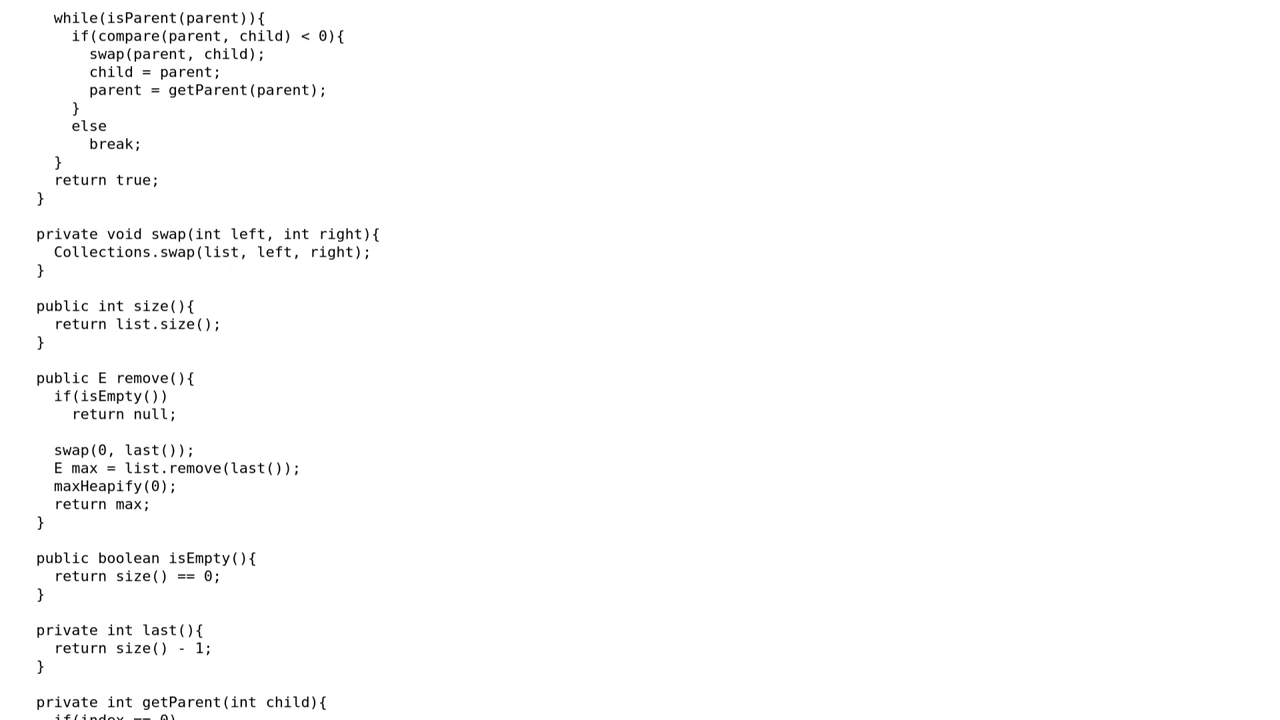 while(isParent(parent)){
if(compare(parent, child) < 0){
swap(parent, child);
child = parent;
parent = getParent(parent);
}
else
break;
}
return true;
}
private void swap(int left, int right){
Collections.swap(list, left, right);
}
public int size(){
return list.size();
}
public E remove(){
if(isEmpty())
return null;
swap(0, last());
E max = list.remove(last());
maxHeapify(0);
return max;
}
public boolean isEmpty(){
return size() == 0;
}
private int last(){
return size() - 1;
}
private int getParent(int child){
if(index == 0)